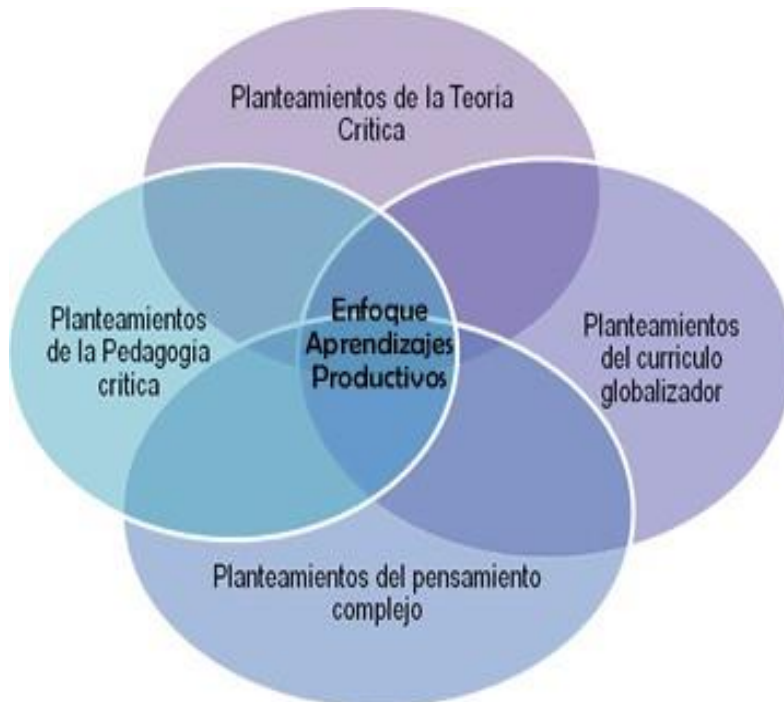 Planteamientos de la Teoría
Critica
Planteamientos
de la Pedagogia
critica
Enfoque
Aprendizajes
Productivos
Planteamientos
del curriculo
globalizador
Planteamientos del pensamiento
complejo